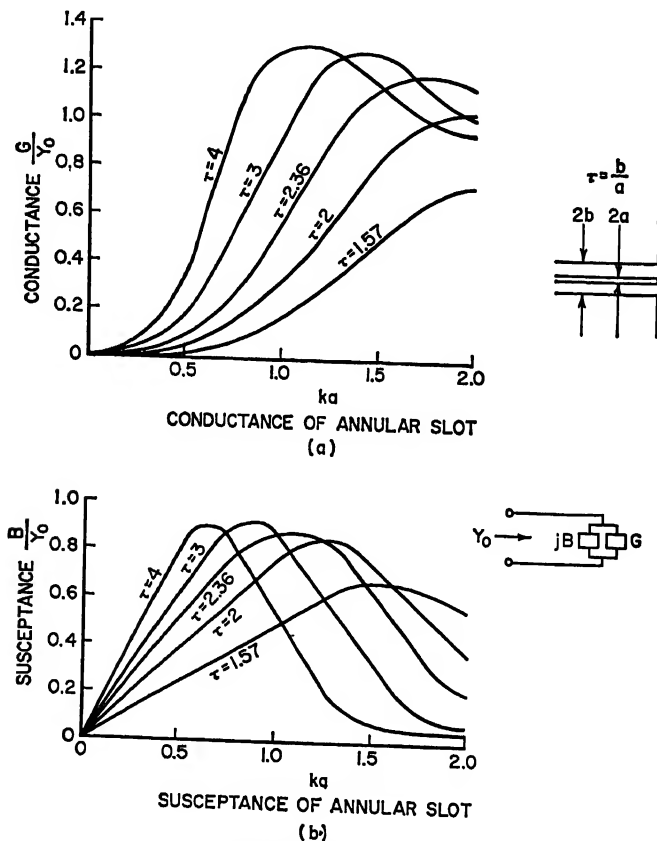 1.4
1.2
1.0
0.8
0.6
0.4
0.2
0
CONDUCTANCE G/Y₀
τ=4
τ=3
τ=2.36
τ=2
τ=1.57
0.5
1.0
1.5
2.0
ka
CONDUCTANCE OF ANNULAR SLOT
(a)
τ = b/a
2b 2a
1.0
0.8
0.6
0.4
0.2
0
SUSCEPTANCE B/Y₀
τ=4
τ=3
τ=2.36
τ=2
τ=1.57
0
0.5
1.0
1.5
2.0
ka
SUSCEPTANCE OF ANNULAR SLOT
(b)
Y₀
jB
G